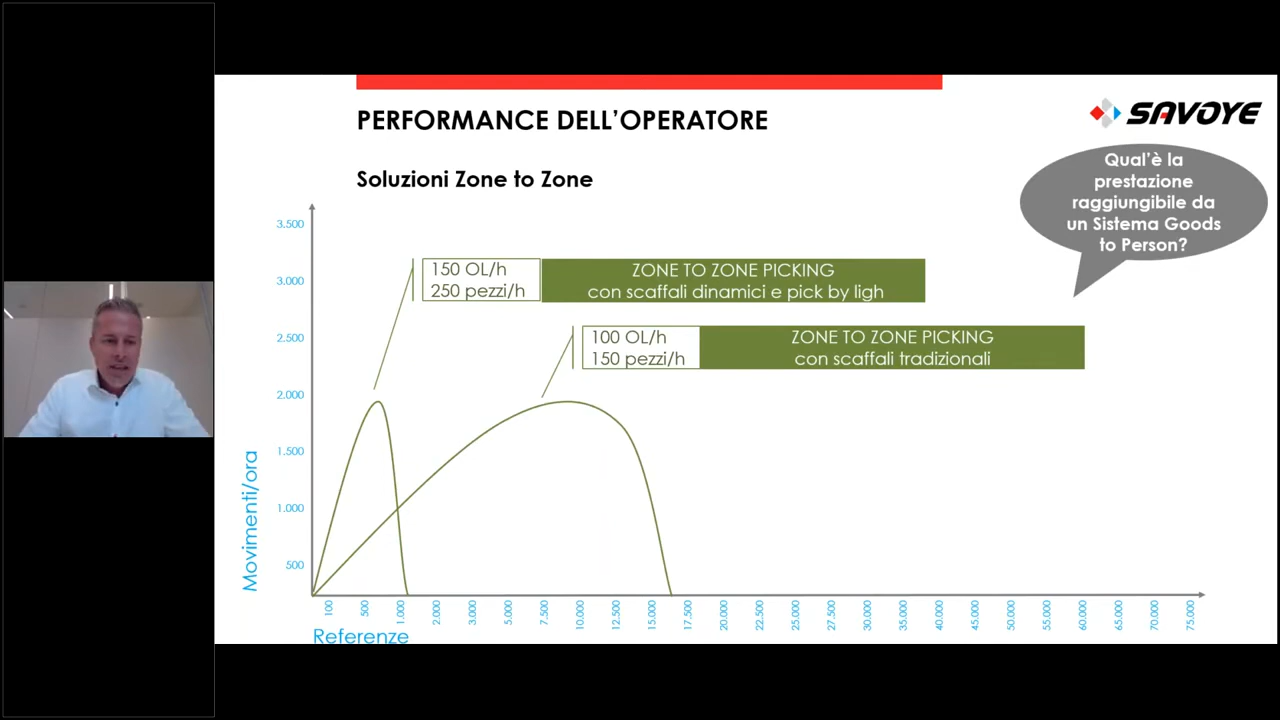 PERFORMANCE DELL'OPERATORE
SAVOYE
Soluzioni Zone to Zone
Qual'è la
prestazione
raggiungibile da
un Sistema Goods
to Person?
3.500
3.000
2.500
2.000
1.500
1.000
500
Movimenti/ora
150 OL/h
250 pezzi/h
ZONE TO ZONE PICKING
con scaffali dinamici e pick by ligh
100 OL/h
150 pezzi/h
ZONE TO ZONE PICKING
con scaffali tradizionali
100
500
1.000
2.000
3.000
5.000
7.500
10.000
12.500
15.000
17.500
20.000
22.500
25.000
27.500
30.000
35.000
40.000
45.000
50.000
55.000
60.000
65.000
70.000
75.000
Referenze